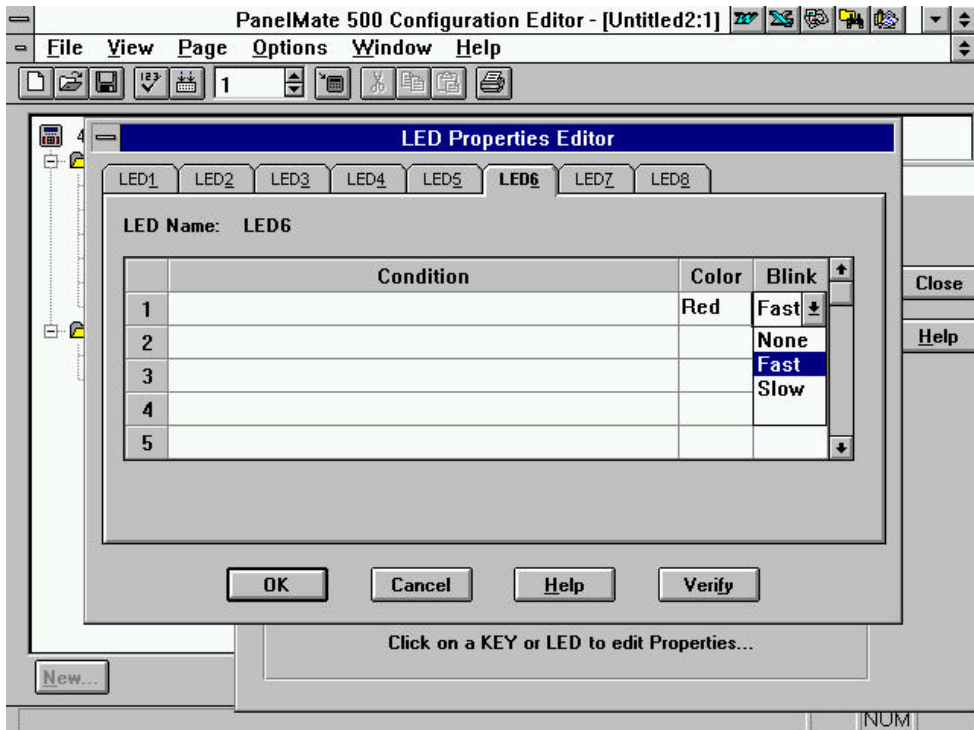 PanelMate 500 Configuration Editor - [Untitled2:1]
File View Page Options Window Help
1
LED Properties Editor
LED1 LED2 LED3 LED4 LED5 LED6 LED7 LED8
LED Name: LED6
Condition Color Blink
1 Red Fast
2
3
4
5
None
Fast
Slow
OK Cancel Help Verify
Close
Help
Click on a KEY or LED to edit Properties...
New...
NUM